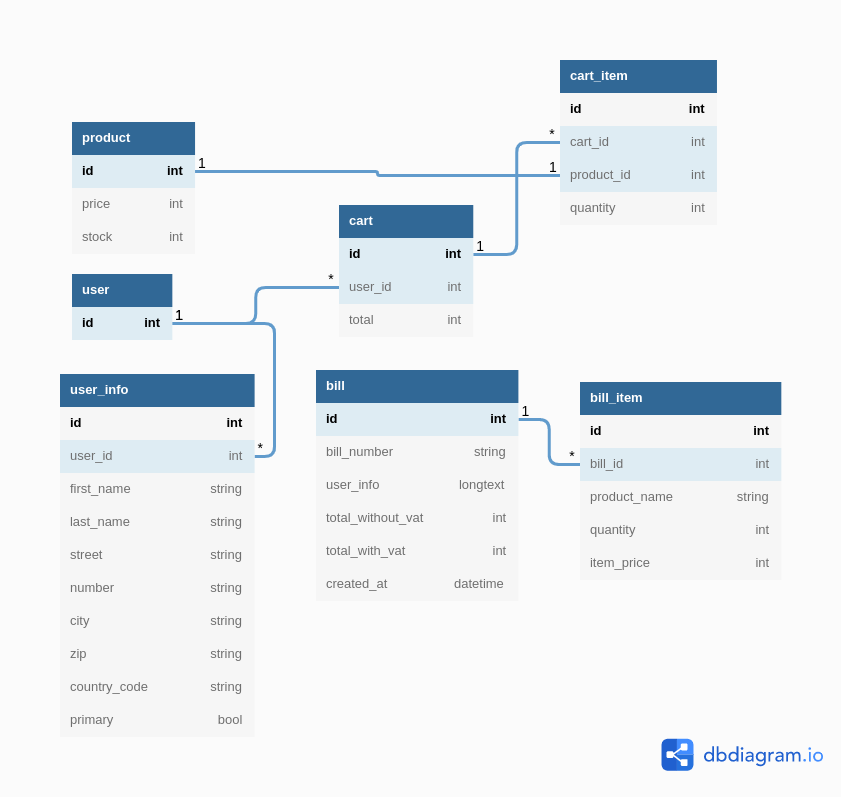 cart_item
id int
* cart_id int
1 product_id int
quantity int
product
id int 1
price int
stock int
cart
id int 1
* user_id int
total int
user
id int 1
user_info
id int
user_id int *
first_name string
last_name string
street string
number string
city string
zip string
country_code string
primary bool
bill
id int 1
bill_number string
user_info longtext
total_without_vat int
total_with_vat int
created_at datetime
bill_item
id int
* bill_id int
product_name string
quantity int
item_price int
dbdiagram.io